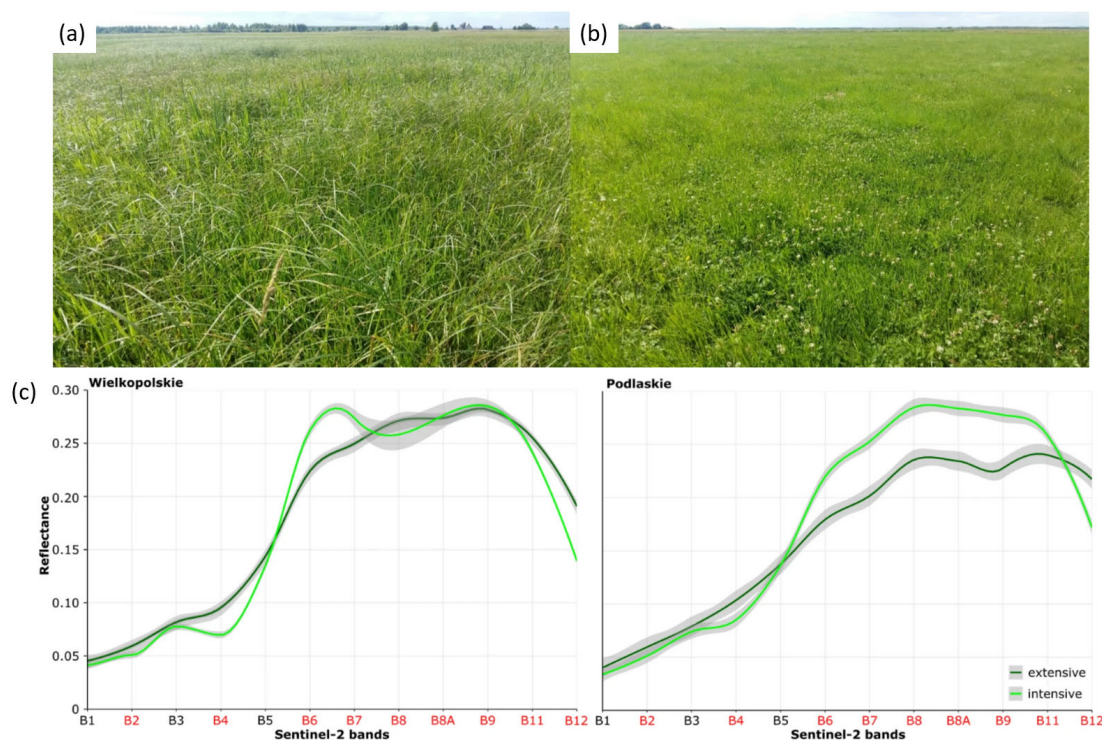 (a)
(b)
(c)
Wielkopolskie
0.30
0.25
0.20
0.15
0.10
0.05
0
Reflectance
B1 B2 B3 B4 B5 B6 B7 B8 B8A B9 B11 B12
Sentinel-2 bands
Podlaskie
extensive
intensive
B1 B2 B3 B4 B5 B6 B7 B8 B8A B9 B11 B12
Sentinel-2 bands